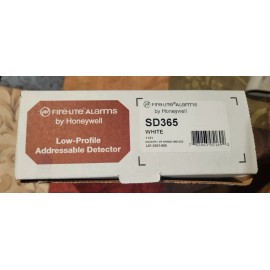 FIRE•LITE® ALARMS
by Honeywell
Low-Profile
Addressable Detector
FIRE•LITE® ALARMS
by Honeywell
SD365
WHITE